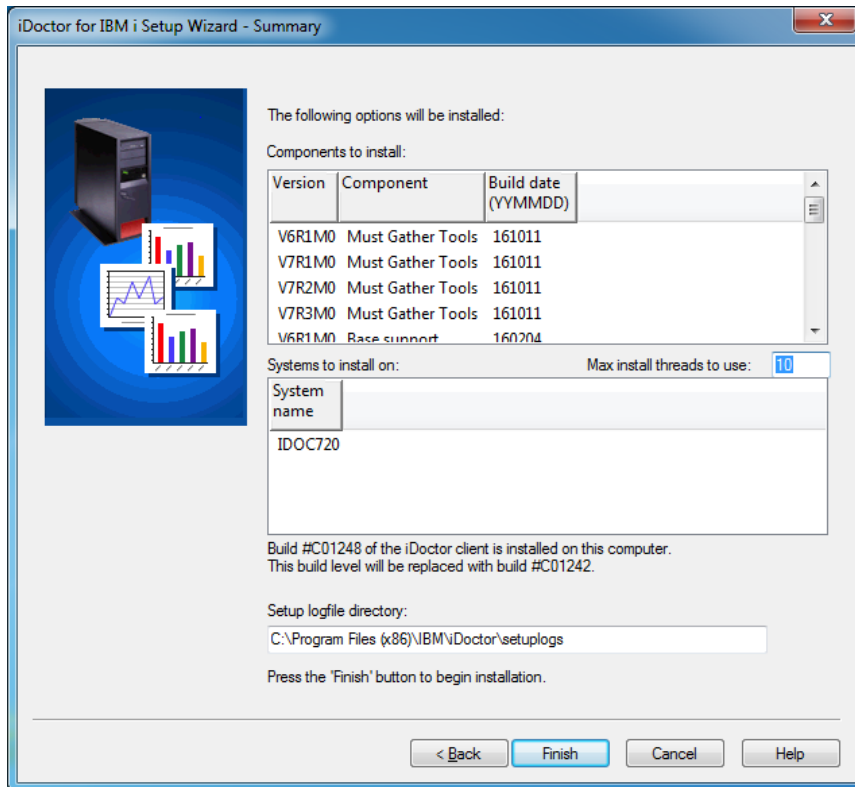 iDoctor for IBM i Setup Wizard - Summary
The following options will be installed:
Components to install:
Version Component Build date
(YYMMDD)
V6R1M0 Must Gather Tools 161011
V7R1M0 Must Gather Tools 161011
V7R2M0 Must Gather Tools 161011
V7R3M0 Must Gather Tools 161011
V6R1M0 Base support 160204
Systems to install on: Max install threads to use: 10
System
name
IDOC720
Build #C01248 of the iDoctor client is installed on this computer.
This build level will be replaced with build #C01242.
Setup logfile directory:
C:\Program Files (x86)\IBM\iDoctor\setuplogs
Press the 'Finish' button to begin installation.
< Back Finish Cancel Help